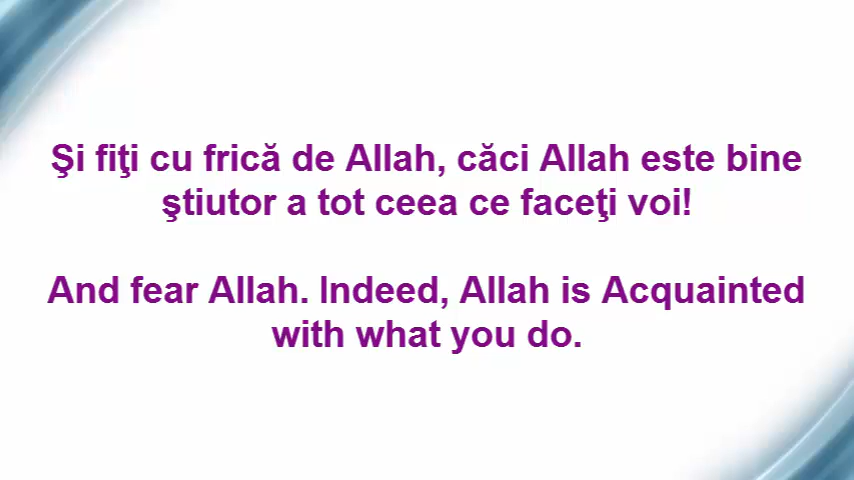 Şi fiţi cu frică de Allah, căci Allah este bine
ştiutor a tot ceea ce faceţi voi!
And fear Allah. Indeed, Allah is Acquainted
with what you do.